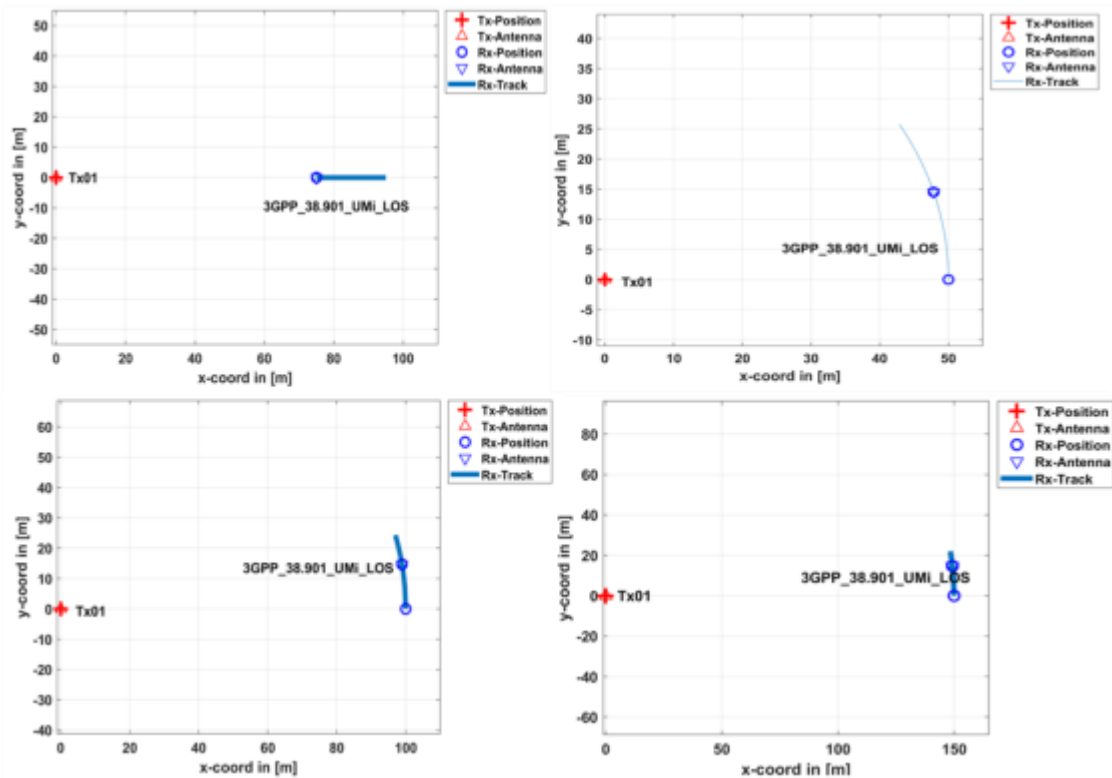 Tx-Position
Tx-Antenna
Rx-Position
Rx-Antenna
Rx-Track
50
40
30
20
10
0
-10
-20
-30
-40
-50
y-coord in [m]
Tx01
3GPP_38.901_UMi_LOS
0 20 40 60 80 100
x-coord in [m]
Tx-Position
Tx-Antenna
Rx-Position
Rx-Antenna
Rx-Track
40
35
30
25
20
15
10
5
0
-5
-10
y-coord in [m]
3GPP_38.901_UMi_LOS
Tx01
0 10 20 30 40 50
x-coord in [m]
Tx-Position
Tx-Antenna
Rx-Position
Rx-Antenna
Rx-Track
60
50
40
30
20
10
0
-10
-20
-30
-40
y-coord in [m]
3GPP_38.901_UMi_LOS
Tx01
0 20 40 60 80 100
x-coord in [m]
Tx-Position
Tx-Antenna
Rx-Position
Rx-Antenna
Rx-Track
80
60
40
20
0
-20
-40
-60
y-coord in [m]
3GPP_38.901_UMi_LOS
Tx01
0 50 100 150
x-coord in [m]